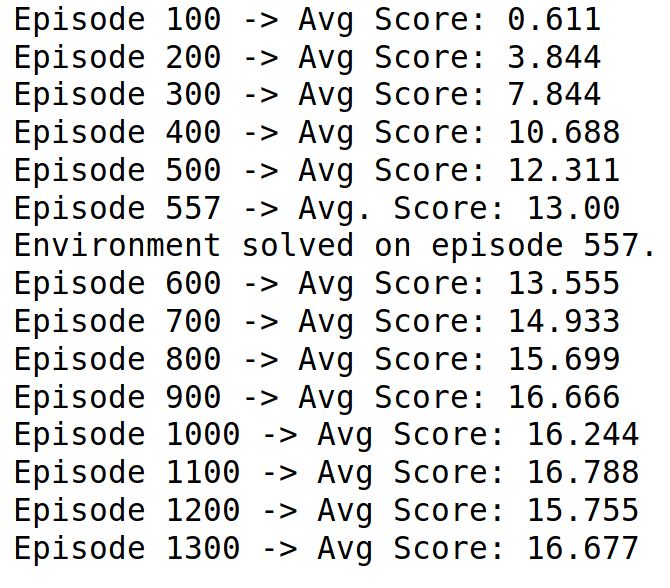 Episode 100 -> Avg Score: 0.611
Episode 200 -> Avg Score: 3.844
Episode 300 -> Avg Score: 7.844
Episode 400 -> Avg Score: 10.688
Episode 500 -> Avg Score: 12.311
Episode 557 -> Avg. Score: 13.00
Environment solved on episode 557.
Episode 600 -> Avg Score: 13.555
Episode 700 -> Avg Score: 14.933
Episode 800 -> Avg Score: 15.699
Episode 900 -> Avg Score: 16.666
Episode 1000 -> Avg Score: 16.244
Episode 1100 -> Avg Score: 16.788
Episode 1200 -> Avg Score: 15.755
Episode 1300 -> Avg Score: 16.677